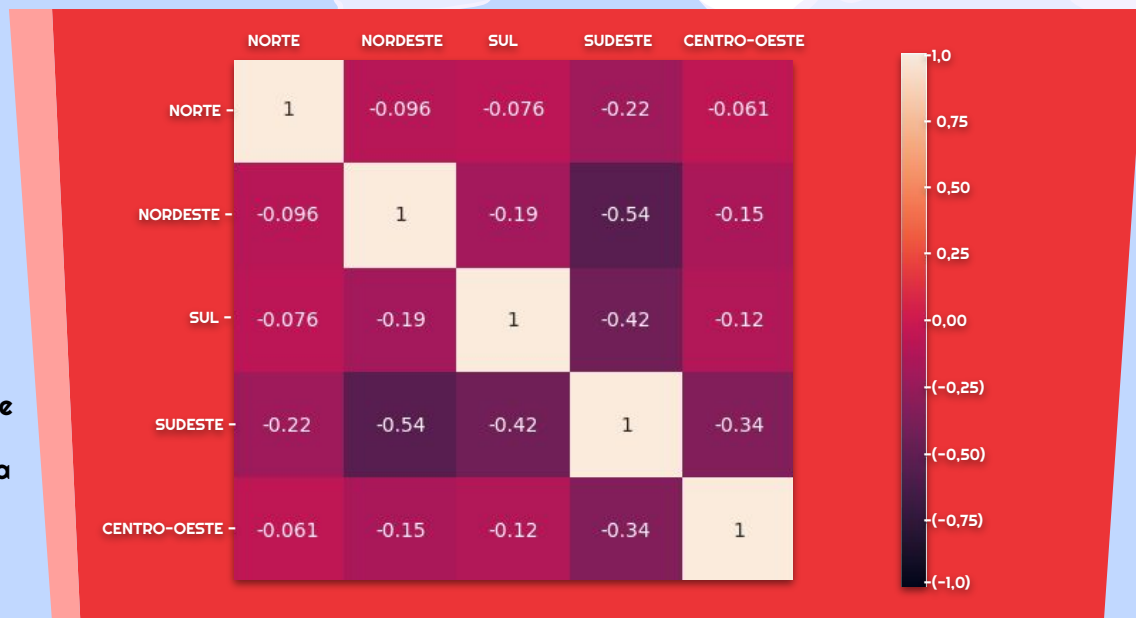 NORTE NORDESTE SUL SUDESTE CENTRO-OESTE
NORTE 1 -0.096 -0.076 -0.22 -0.061
NORDESTE -0.096 1 -0.19 -0.54 -0.15
SUL -0.076 -0.19 1 -0.42 -0.12
SUDESTE -0.22 -0.54 -0.42 1 -0.34
CENTRO-OESTE -0.061 -0.15 -0.12 -0.34 1
1,0
0,75
0,50
0,25
0,00
(-0,25)
(-0,50)
(-0,75)
(-1,0)
e
a